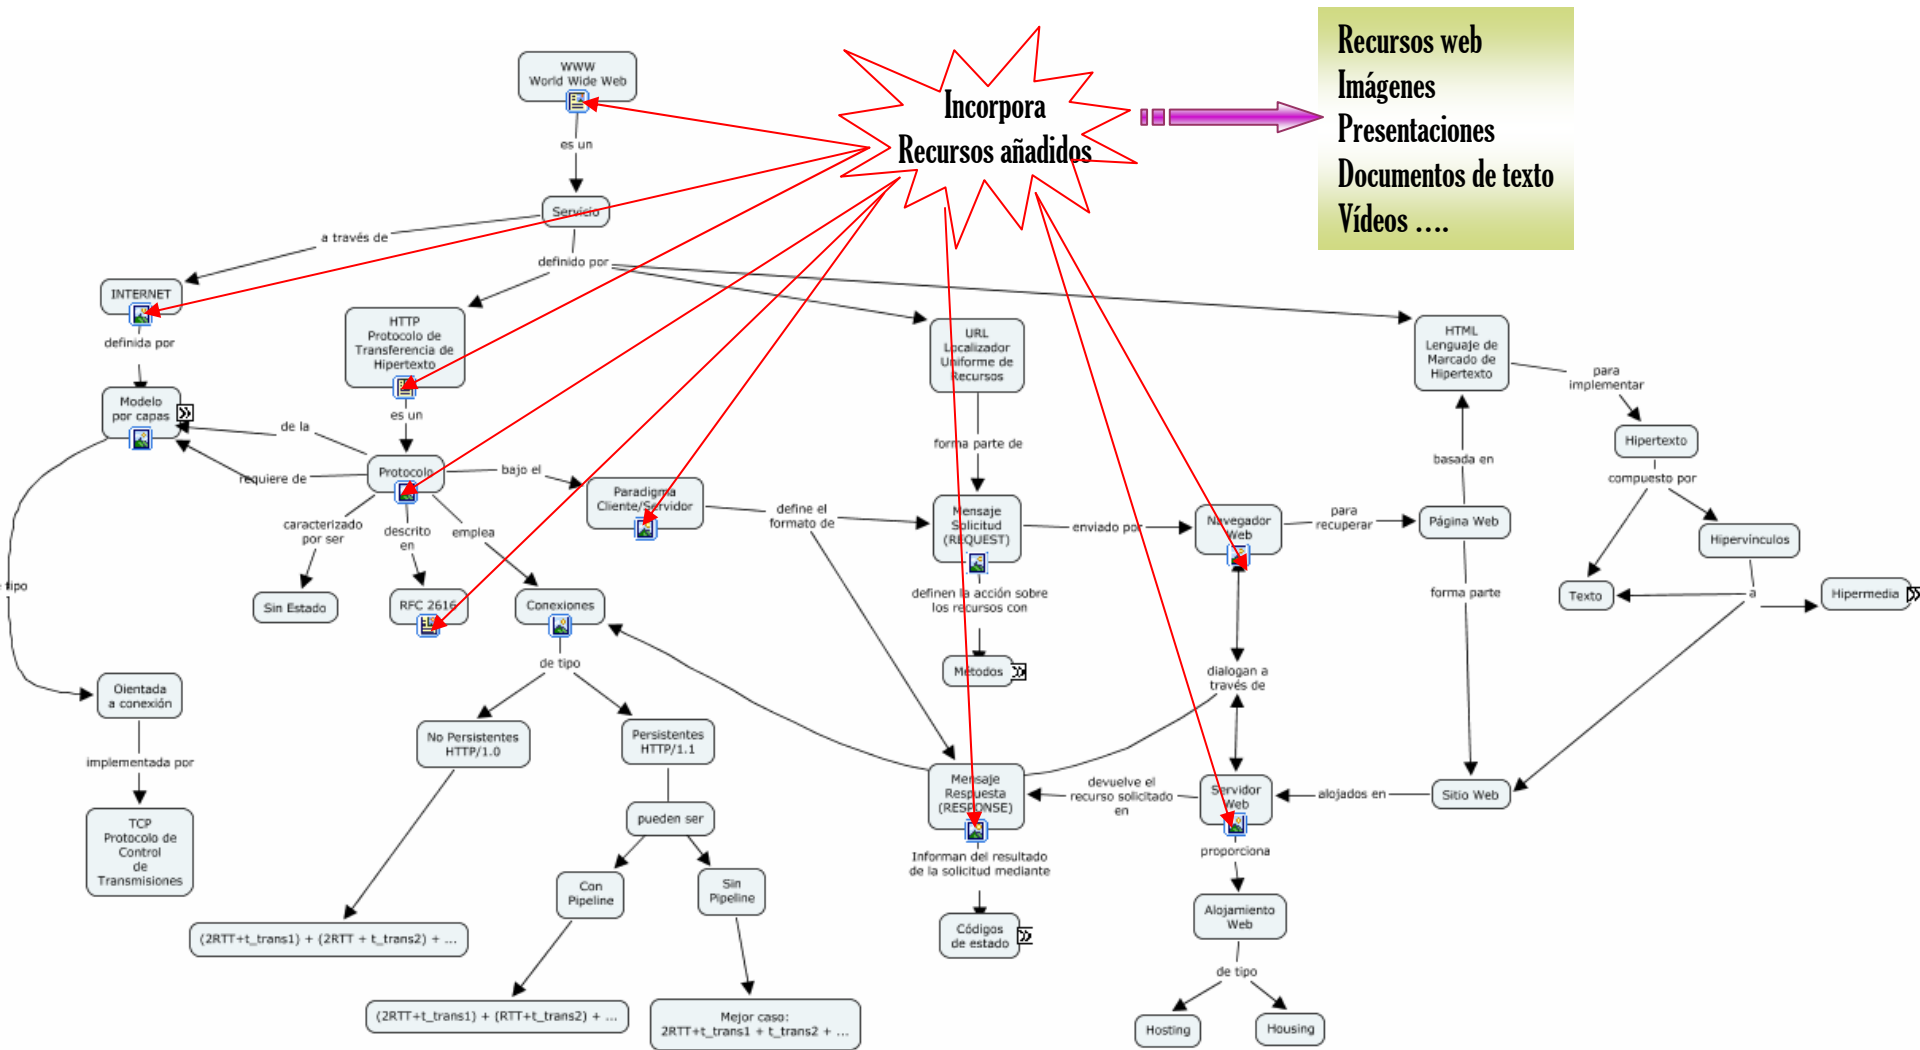 Recursos web
Imágenes
Presentaciones
Documentos de texto
Vídeos ....
Incorpora
Recursos añadidos
WWW
World Wide Web
es un
Servicio
a través de
definido por
INTERNET
definida por
HTTP
Protocolo de
Transferencia de
Hipertexto
es un
URL
Localizador
Uniforme de
Recursos
forma parte de
HTML
Lenguaje de
Marcado de
Hipertexto
para
implementar
Hipertexto
compuesto por
basada en
Modelo
por capas
de la
requiere de
Protocolo
bajo el
Paradigma
Cliente/Servidor
define el
formato de
Mensaje
Solicitud
(REQUEST)
enviado por
Navegador
Web
para
recuperar
Página Web
Hipervínculos
caracterizado
por ser
descrito
en
emplea
tipo
Sin Estado
RFC 2616
Conexiones
definen la acción sobre
los recursos con
forma parte
Texto
a
Hipermedia
de tipo
Métodos
dialogan a
través de
Oientada
a conexión
No Persistentes
HTTP/1.0
Persistentes
HTTP/1.1
implementada por
Mensaje
Respuesta
(RESPONSE)
devuelve el
recurso solicitado
en
Servidor
Web
alojados en
Sitio Web
TCP
Protocolo de
Control
de
Transmisiones
pueden ser
Informan del resultado
de la solicitud mediante
proporciona
Con
Pipeline
Sin
Pipeline
Alojamiento
Web
(2RTT+t_trans1) + (2RTT + t_trans2) + ...
Códigos
de estado
de tipo
(2RTT+t_trans1) + (RTT+t_trans2) + ...
Mejor caso:
2RTT+t_trans1 + t_trans2 + ...
Hosting
Housing